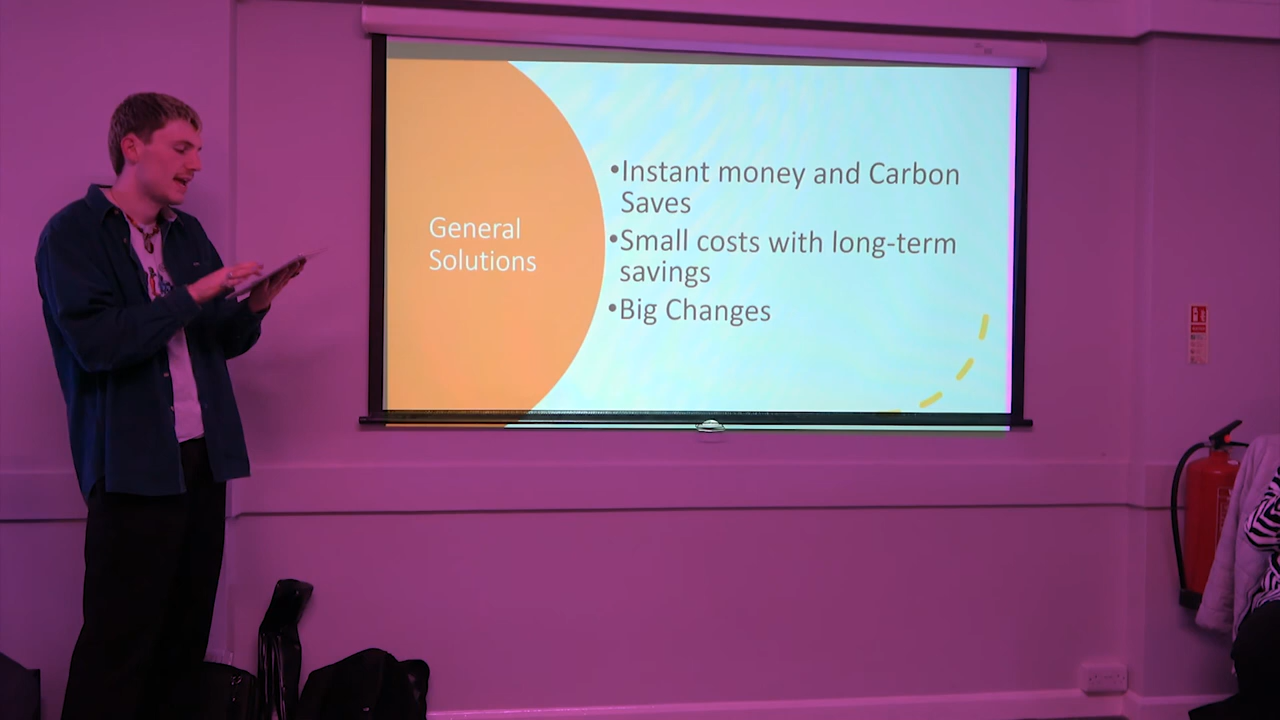 General
Solutions
•Instant money and Carbon
Saves
•Small costs with long-term
savings
•Big Changes